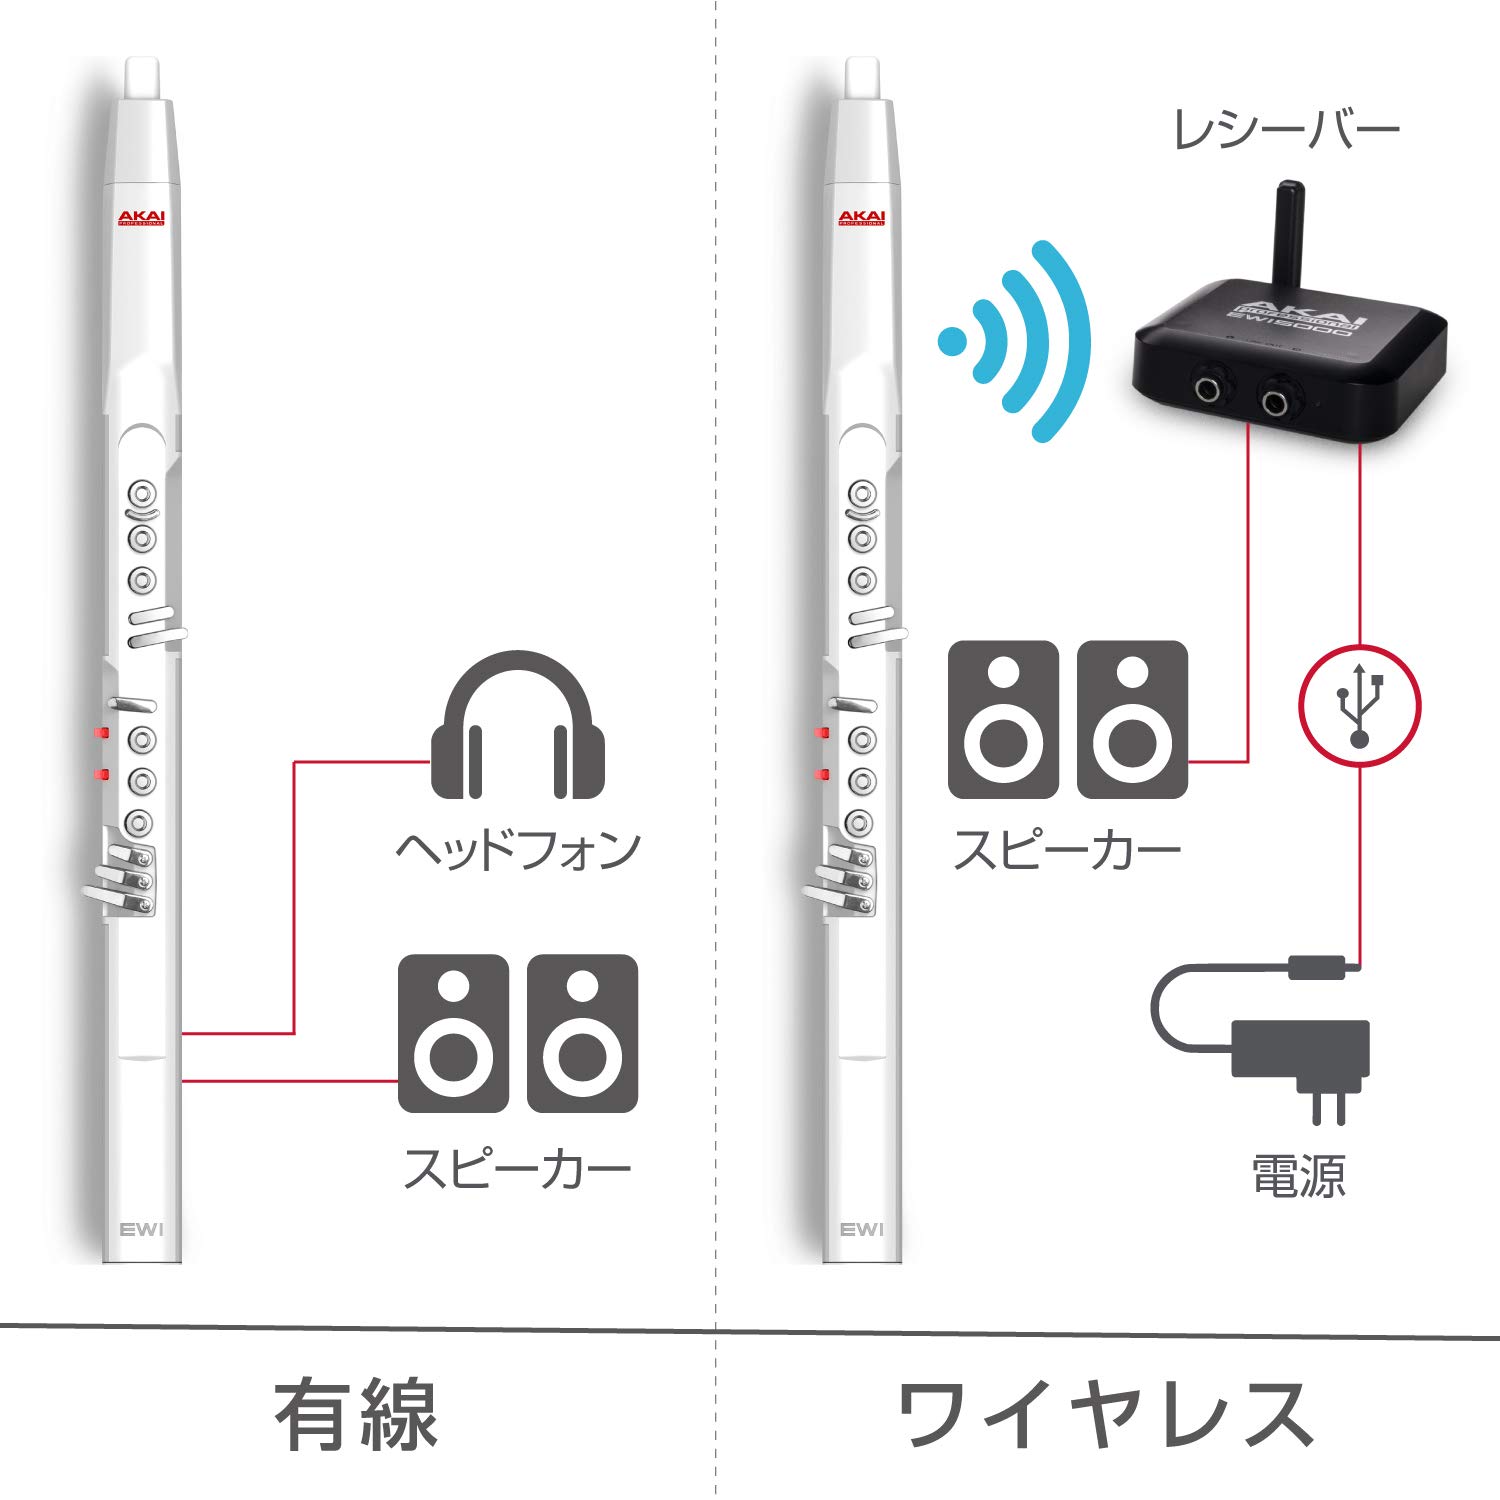 AKAI
PROFESSIONAL
ヘッドフォン
スピーカー
EWI
有線
AKAI
PROFESSIONAL
レシーバー
AKAI
professional
EWI5000
スピーカー
電源
EWI
ワイヤレス